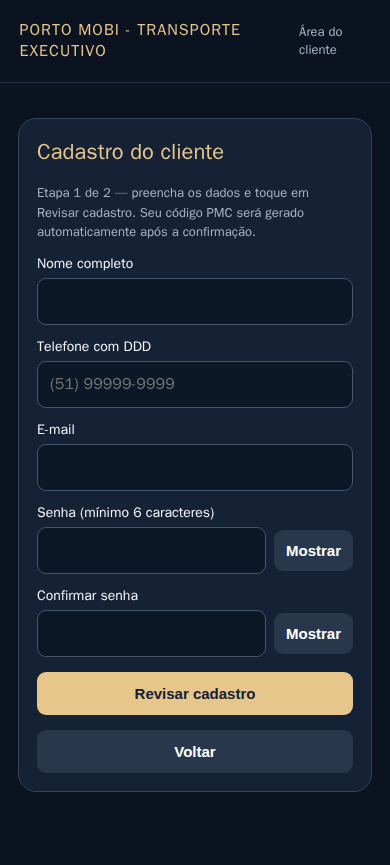 PORTO MOBI - TRANSPORTE
EXECUTIVO
Área do
cliente
Cadastro do cliente
Etapa 1 de 2 — preencha os dados e toque em
Revisar cadastro. Seu código PMC será gerado
automaticamente após a confirmação.
Nome completo
Telefone com DDD
(51) 99999-9999
E-mail
Senha (mínimo 6 caracteres)
Mostrar
Confirmar senha
Mostrar
Revisar cadastro
Voltar